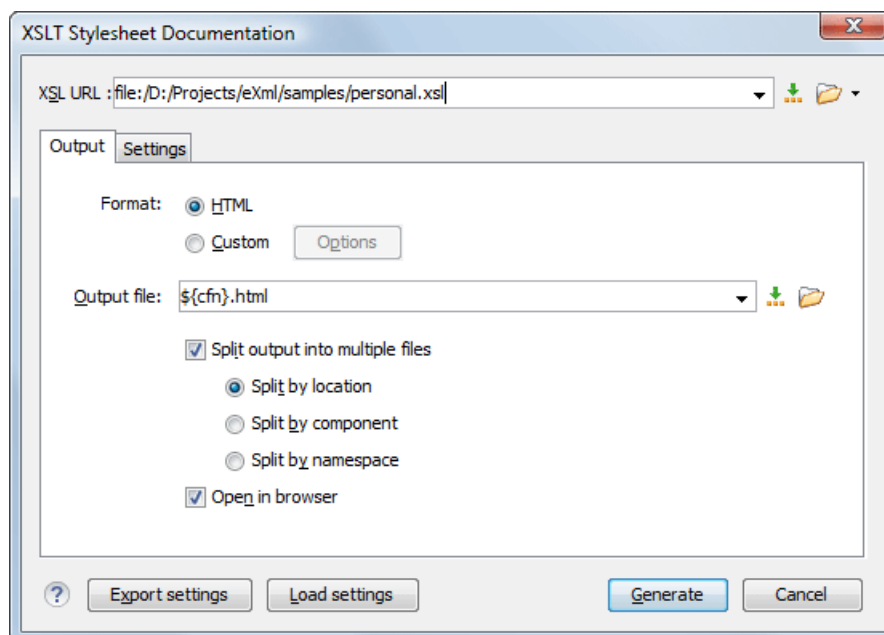 XSLT Stylesheet Documentation
XSL URL : file:/D:/Projects/eXml/samples/personal.xsl
Output Settings
Format: HTML
Custom Options
Output file: ${cfn}.html
Split output into multiple files
Split by location
Split by component
Split by namespace
Open in browser
? Export settings Load settings Generate Cancel